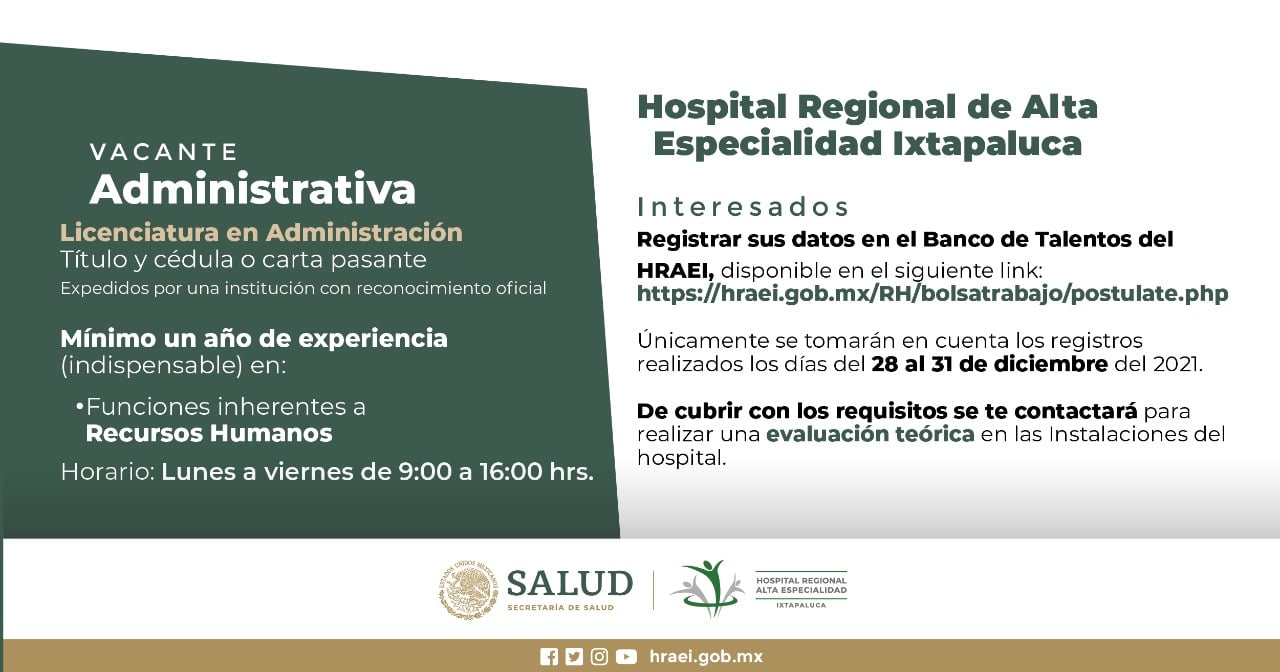 VACANTE
Administrativa
Licenciatura en Administración
Título y cédula o carta pasante
Expedidos por una institución con reconocimiento oficial
Mínimo un año de experiencia
(indispensable) en:
•Funciones inherentes a
Recursos Humanos
Horario: Lunes a viernes de 9:00 a 16:00 hrs.
Hospital Regional de Alta
Especialidad Ixtapaluca
Interesados
Registrar sus datos en el Banco de Talentos del
HRAEI, disponible en el siguiente link:
https://hraei.gob.mx/RH/bolsatrabajo/postulate.php
Únicamente se tomarán en cuenta los registros
realizados los días del 28 al 31 de diciembre del 2021.
De cubrir con los requisitos se te contactará para
realizar una evaluación teórica en las Instalaciones del
hospital.
ESTADOS UNIDOS MEXICANOS
SALUD
SECRETARÍA DE SALUD
HOSPITAL REGIONAL
ALTA ESPECIALIDAD
IXTAPALUCA
hraei.gob.mx